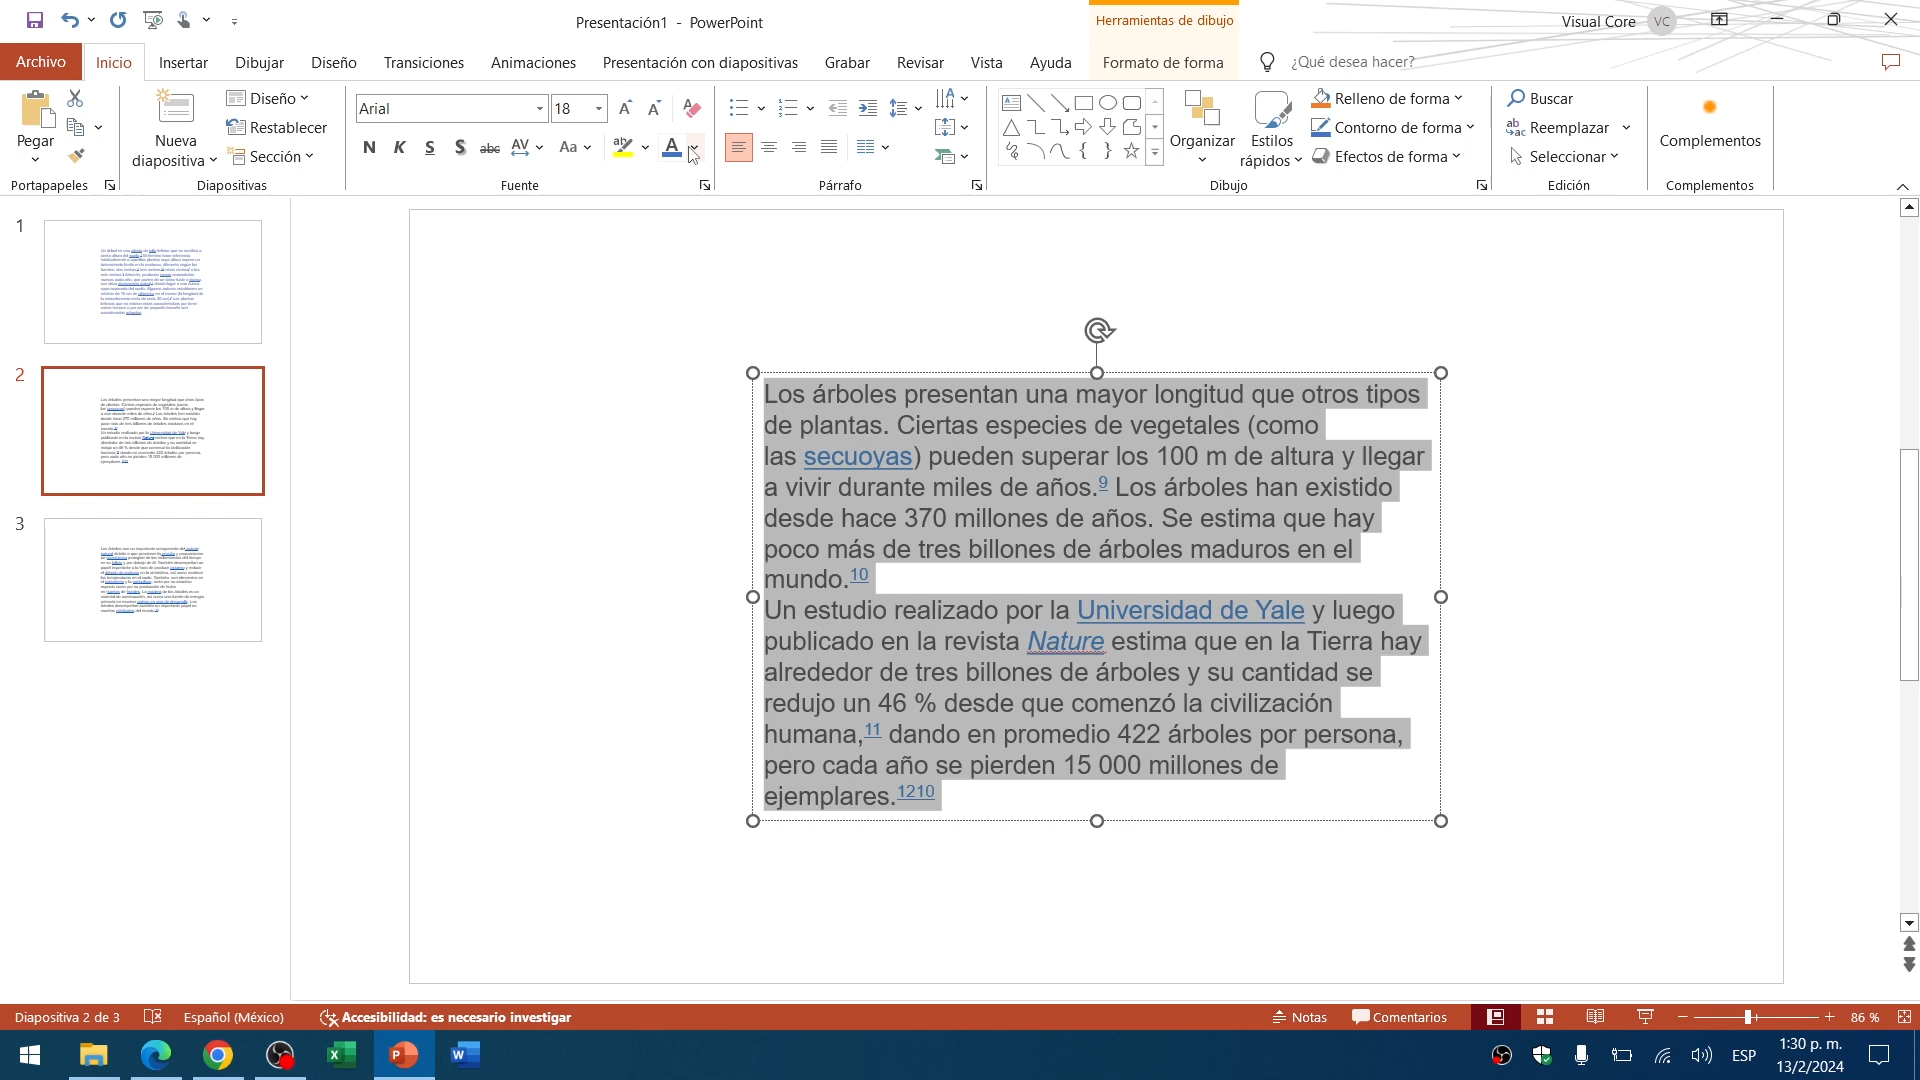 Presentación1 - PowerPoint
Herramientas de dibujo
Visual Core
VC
Archivo
Inicio
Insertar
Dibujar
Diseño
Transiciones
Animaciones
Presentación con diapositivas
Grabar
Revisar
Vista
Ayuda
Formato de forma
¿Qué desea hacer?
Pegar
Portapapeles
Nueva
diapositiva
Diseño
Restablecer
Sección
Diapositivas
Arial
18
N K S S abc AV Aa A
Fuente
Párrafo
Organizar
Estilos
rápidos
Relleno de forma
Contorno de forma
Efectos de forma
Dibujo
Buscar
Reemplazar
Seleccionar
Edición
Complementos
Complementos
1
2
3
Los árboles presentan una mayor longitud que otros tipos
de plantas. Ciertas especies de vegetales (como
las secuoyas) pueden superar los 100 m de altura y llegar
a vivir durante miles de años.9 Los árboles han existido
desde hace 370 millones de años. Se estima que hay
poco más de tres billones de árboles maduros en el
mundo.10
Un estudio realizado por la Universidad de Yale y luego
publicado en la revista Nature estima que en la Tierra hay
alrededor de tres billones de árboles y su cantidad se
redujo un 46 % desde que comenzó la civilización
humana,11 dando en promedio 422 árboles por persona,
pero cada año se pierden 15 000 millones de
ejemplares.1210
Diapositiva 2 de 3
Español (México)
Accesibilidad: es necesario investigar
Notas
Comentarios
86 %
ESP
1:30 p. m.
13/2/2024